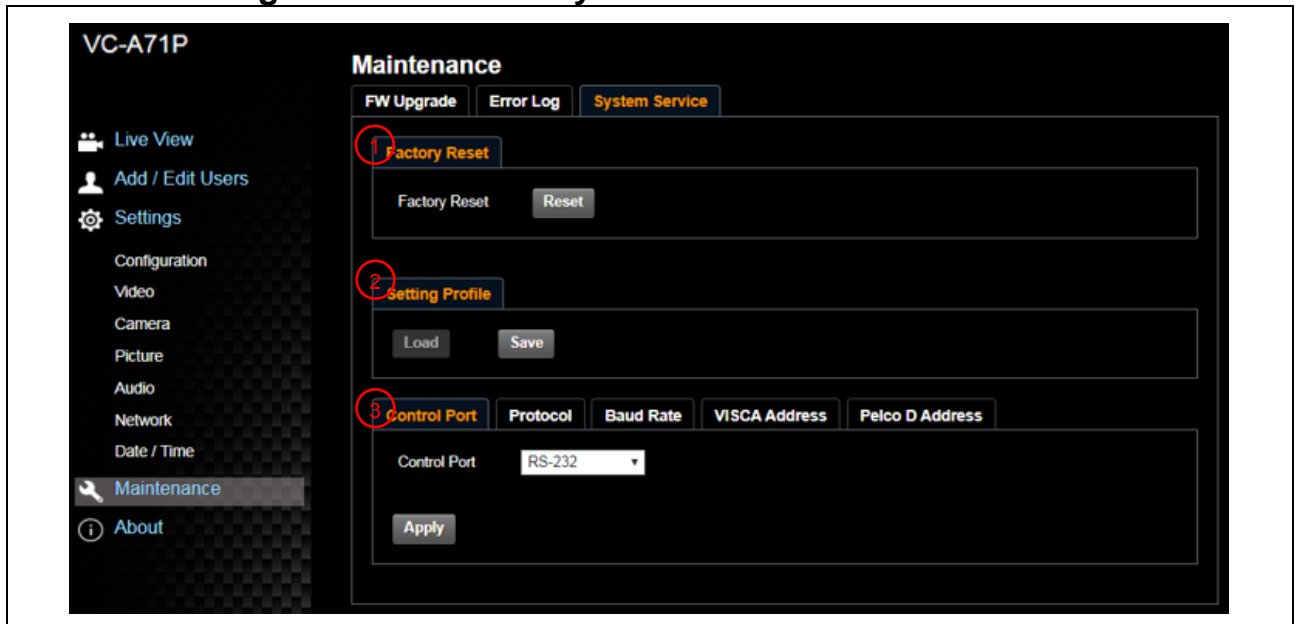 VC-A71P
Maintenance
FW Upgrade Error Log System Service
Live View
Add / Edit Users
Settings
Configuration
Video
Camera
Picture
Audio
Network
Date / Time
Maintenance
About
1 Factory Reset
Factory Reset Reset
2 Setting Profile
Load Save
3 Control Port Protocol Baud Rate VISCA Address Pelco D Address
Control Port RS-232
Apply